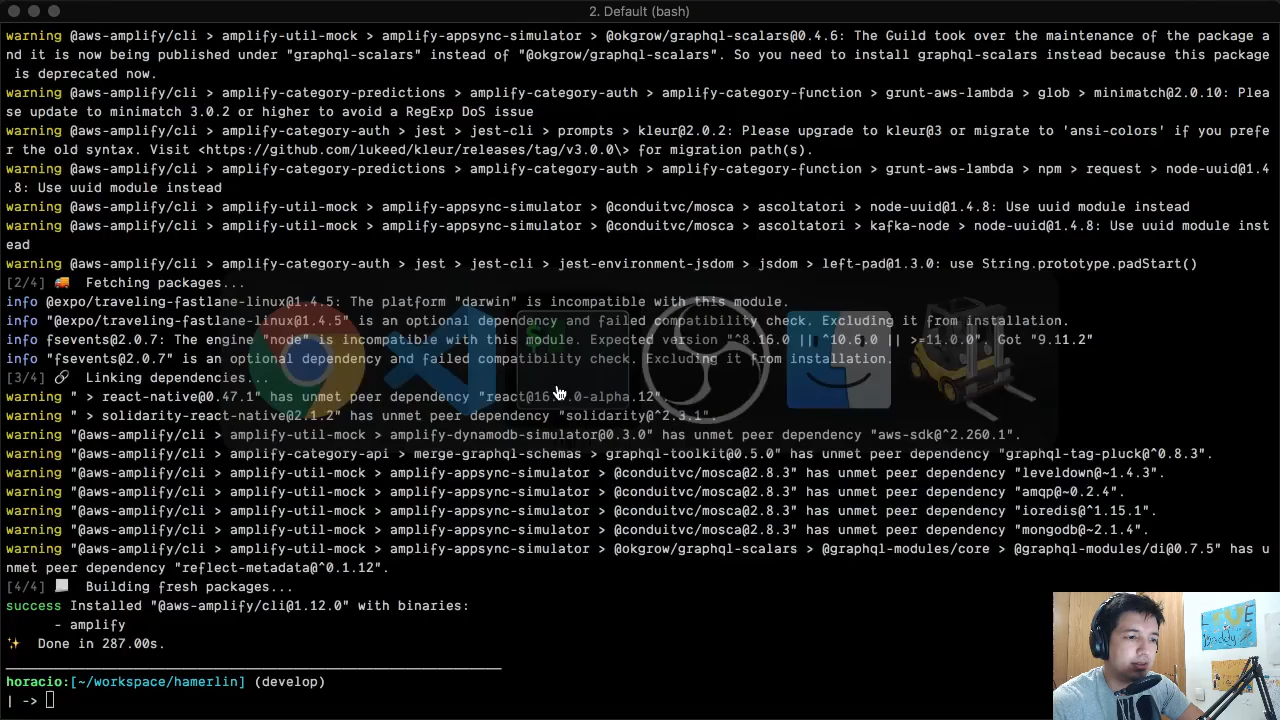 2. Default (bash)
warning @aws-amplify/cli > amplify-util-mock > amplify-appsync-simulator > @okgrow/graphql-scalars@0.4.6: The Guild took over the maintenance of the package a
nd it is now being published under "graphql-scalars" instead of "@okgrow/graphql-scalars". So you need to install graphql-scalars instead because this package
is deprecated now.
warning @aws-amplify/cli > amplify-category-predictions > amplify-category-auth > amplify-category-function > grunt-aws-lambda > glob > minimatch@2.0.10: Plea
se update to minimatch 3.0.2 or higher to avoid a RegExp DoS issue
warning @aws-amplify/cli > amplify-category-auth > jest > jest-cli > prompts > kleur@2.0.2: Please upgrade to kleur@3 or migrate to 'ansi-colors' if you prefe
r the old syntax. Visit <https://github.com/lukeed/kleur/releases/tag/v3.0.0\> for migration path(s).
warning @aws-amplify/cli > amplify-category-predictions > amplify-category-auth > amplify-category-function > grunt-aws-lambda > npm > request > node-uuid@1.4
.8: Use uuid module instead
warning @aws-amplify/cli > amplify-util-mock > amplify-appsync-simulator > @conduitvc/mosca > ascoltatori > node-uuid@1.4.8: Use uuid module instead
warning @aws-amplify/cli > amplify-util-mock > amplify-appsync-simulator > @conduitvc/mosca > ascoltatori > kafka-node > node-uuid@1.4.8: Use uuid module inst
ead
warning @aws-amplify/cli > amplify-category-auth > jest > jest-cli > jest-environment-jsdom > jsdom > left-pad@1.3.0: use String.prototype.padStart()
[2/4] 🚚 Fetching packages...
info @expo/traveling-fastlane-linux@1.4.5: The platform "darwin" is incompatible with this module.
info "@expo/traveling-fastlane-linux@1.4.5" is an optional dependency and failed compatibility check. Excluding it from installation.
info fsevents@2.0.7: The engine "node" is incompatible with this module. Expected version "^8.16.0 || ^10.6.0 || >=11.0.0". Got "9.11.2"
info "fsevents@2.0.7" is an optional dependency and failed compatibility check. Excluding it from installation.
[3/4] 🔗 Linking dependencies...
warning " > react-native@0.47.1" has unmet peer dependency "react@16.0.0-alpha.12".
warning " > solidarity-react-native@2.1.2" has unmet peer dependency "solidarity@^2.3.1".
warning "@aws-amplify/cli > amplify-util-mock > amplify-dynamodb-simulator@0.3.0" has unmet peer dependency "aws-sdk@^2.260.1".
warning "@aws-amplify/cli > amplify-category-api > merge-graphql-schemas > graphql-toolkit@0.5.0" has unmet peer dependency "graphql-tag-pluck@^0.8.3".
warning "@aws-amplify/cli > amplify-util-mock > amplify-appsync-simulator > @conduitvc/mosca@2.8.3" has unmet peer dependency "leveldown@~1.4.3".
warning "@aws-amplify/cli > amplify-util-mock > amplify-appsync-simulator > @conduitvc/mosca@2.8.3" has unmet peer dependency "amqp@~0.2.4".
warning "@aws-amplify/cli > amplify-util-mock > amplify-appsync-simulator > @conduitvc/mosca@2.8.3" has unmet peer dependency "ioredis@^1.15.1".
warning "@aws-amplify/cli > amplify-util-mock > amplify-appsync-simulator > @conduitvc/mosca@2.8.3" has unmet peer dependency "mongodb@~2.1.4".
warning "@aws-amplify/cli > amplify-util-mock > amplify-appsync-simulator > @okgrow/graphql-scalars > @graphql-modules/core > @graphql-modules/di@0.7.5" has u
nmet peer dependency "reflect-metadata@^0.1.12".
[4/4] 📃 Building fresh packages...
success Installed "@aws-amplify/cli@1.12.0" with binaries:
- amplify
✨ Done in 287.00s.
horacio:[~/workspace/hamerlin] (develop)
| ->